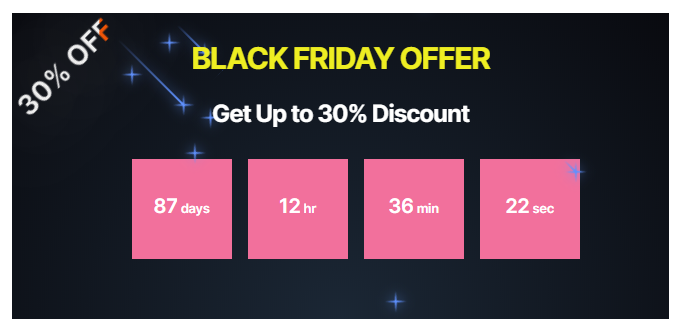 30% OFF
BLACK FRIDAY OFFER
Get Up to 30% Discount
87 days 12 hr 36 min 22 sec